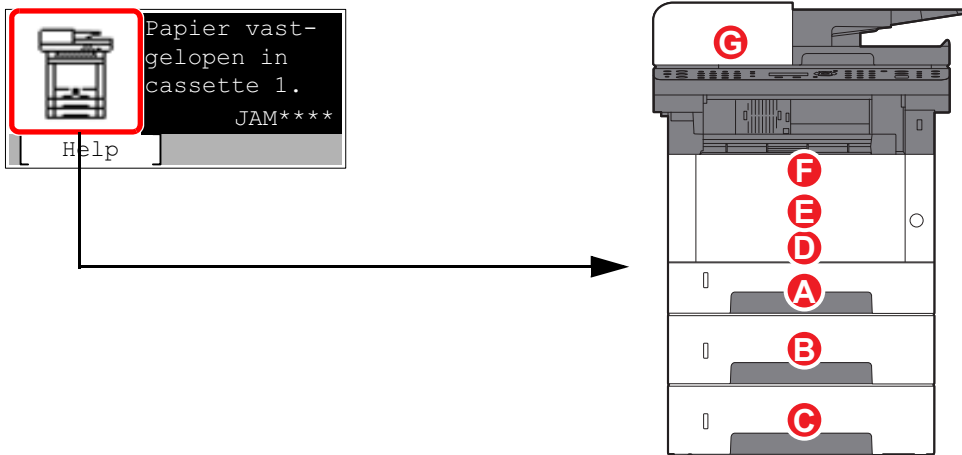 Papier vast-
gelopen in
cassette 1.
JAM****
Help
G
F
E
D
A
B
C